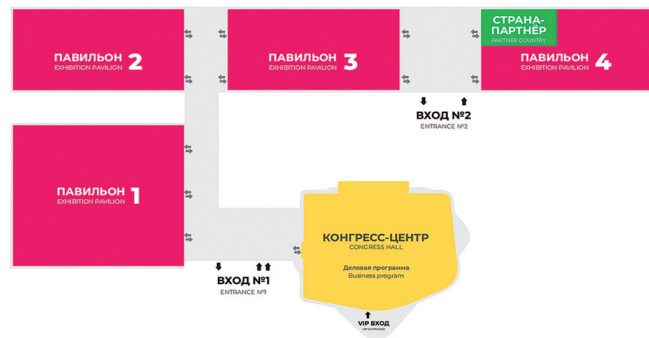 СТРАНА-
ПАРТНЁР
PARTNER COUNTRY
ПАВИЛЬОН 2
EXHIBITION PAVILION
ПАВИЛЬОН 3
EXHIBITION PAVILION
ПАВИЛЬОН 4
EXHIBITION PAVILION
ВХОД №2
ENTRANCE №2
ПАВИЛЬОН 1
EXHIBITION PAVILION
КОНГРЕСС-ЦЕНТР
CONGRESS HALL
Деловая программа
Business program
ВХОД №1
ENTRANCE №1
VIP ВХОД
VIP ENTRANCE